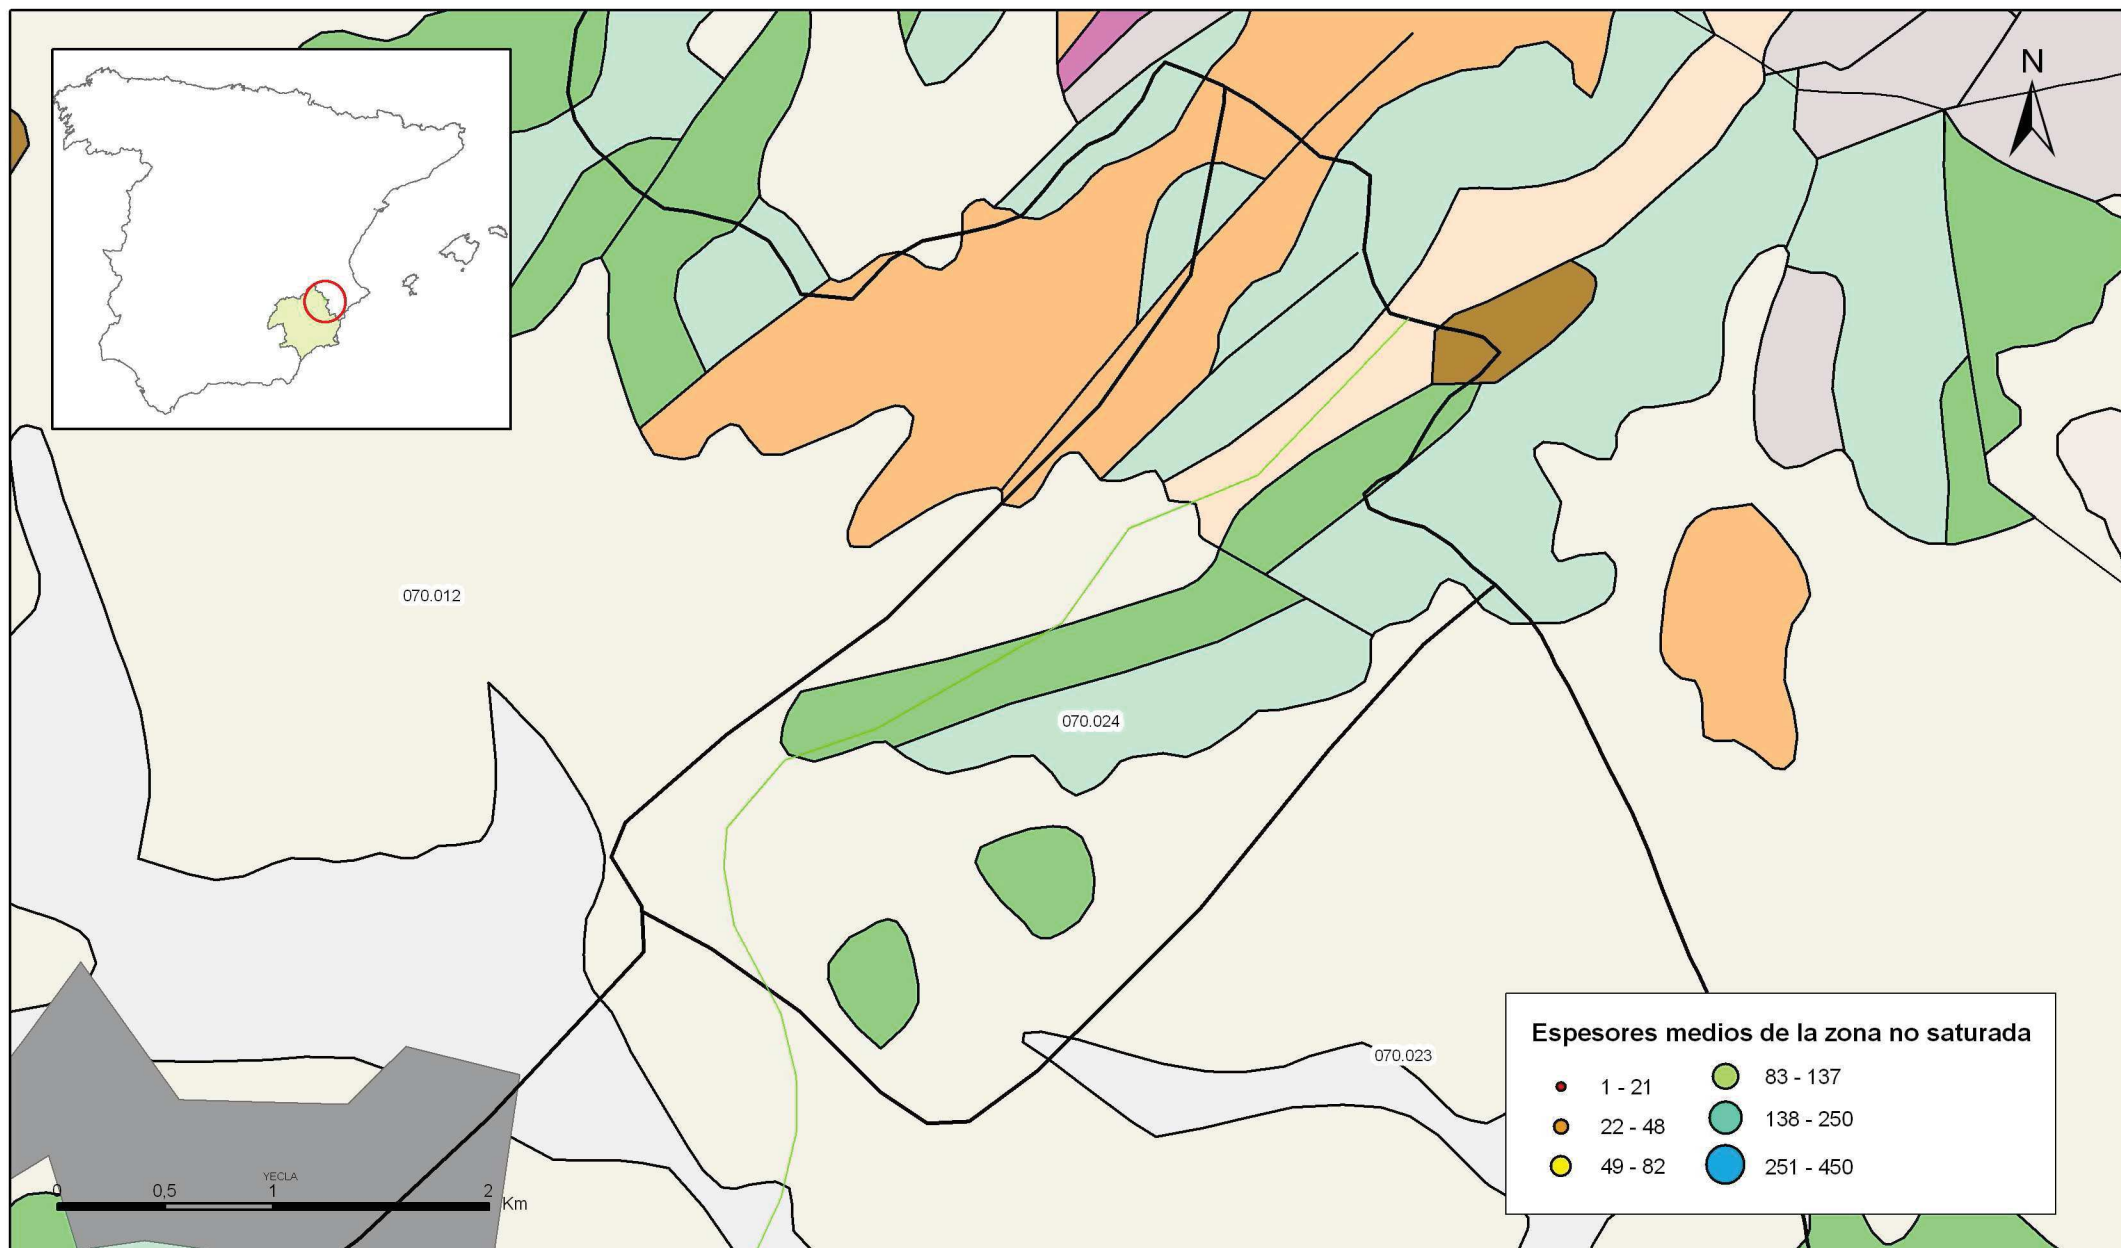 N
070.012
070.024
070.023
Espesores medios de la zona no saturada
1 - 21
22 - 48
49 - 82
83 - 137
138 - 250
251 - 450
YECLA
0 0,5 1 2 Km